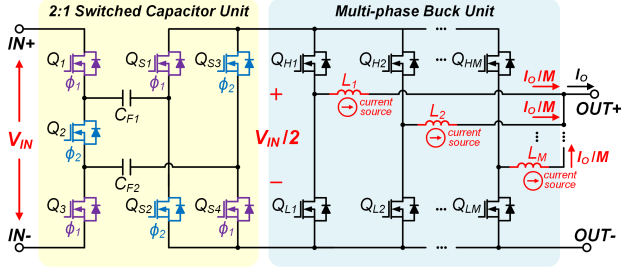 2:1 Switched Capacitor Unit
Multi-phase Buck Unit
IN+
Q1
ϕ1
QS1
ϕ1
QS3
ϕ2
QH1
QH2
···
QHM
IO/M
IO
L1
current
source
OUT+
CF1
+
IO/M
Q2
ϕ2
VIN
VIN/2
L2
current
source
LM
CF2
−
current
source
IO/M
Q3
ϕ1
QS2
ϕ2
QS4
ϕ1
QL1
QL2
···
QLM
IN-
OUT-